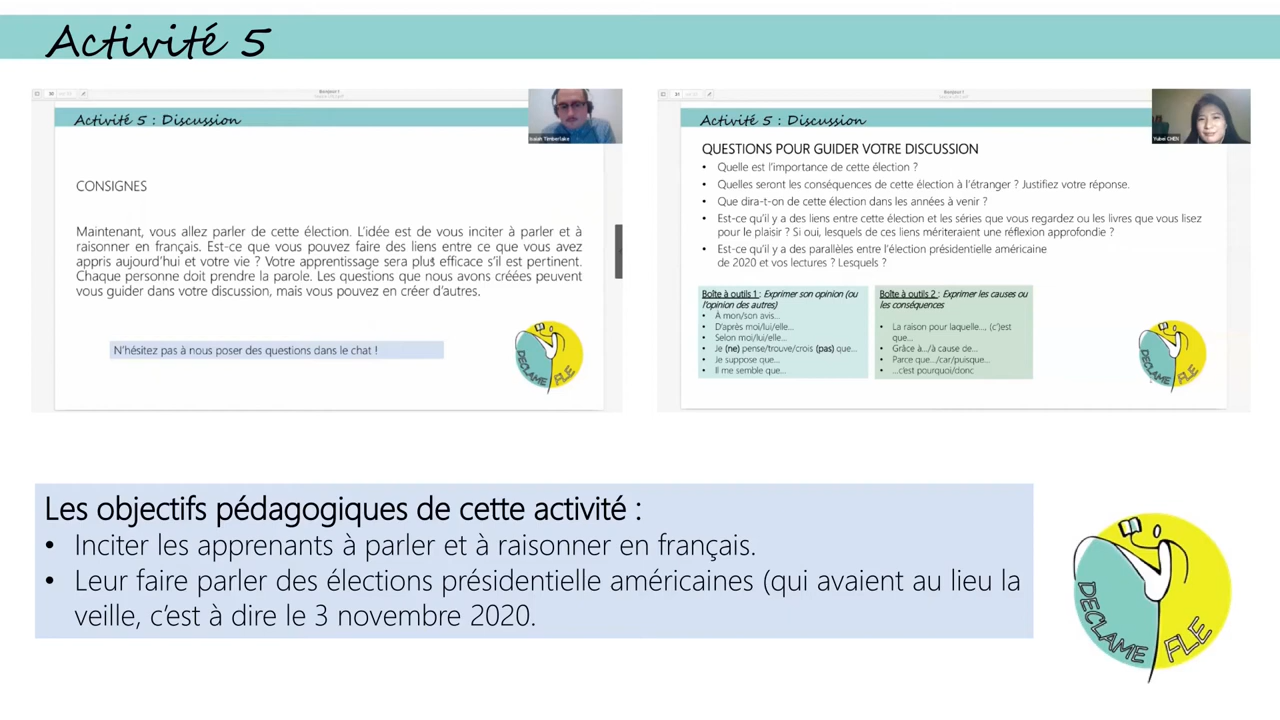 Activité 5
Bonjour !
Activité 5 : Discussion
Isaiah Timberlake
CONSIGNES
Maintenant, vous allez parler de cette élection. L'idée est de vous inciter à parler et à
raisonner en français. Est-ce que vous pouvez faire des liens entre ce que vous avez
appris aujourd'hui et votre vie ? Votre apprentissage sera plus efficace s'il est pertinent.
Chaque personne doit prendre la parole. Les questions que nous avons créées peuvent
vous guider dans votre discussion, mais vous pouvez en créer d'autres.
N'hésitez pas à nous poser des questions dans le chat !
DECLAME FLE
Bonjour !
Activité 5 : Discussion
Yubei CHEN
QUESTIONS POUR GUIDER VOTRE DISCUSSION
• Quelle est l'importance de cette élection ?
• Quelles seront les conséquences de cette élection à l'étranger ? Justifiez votre réponse.
• Que dira-t-on de cette élection dans les années à venir ?
• Est-ce qu'il y a des liens entre cette élection et les séries que vous regardez ou les livres que vous lisez
pour le plaisir ? Si oui, lesquels de ces liens mériteraient une réflexion approfondie ?
• Est-ce qu'il y a des parallèles entre l'élection présidentielle américaine
de 2020 et vos lectures ? Lesquels ?
Boîte à outils 1 : Exprimer son opinion (ou
l'opinion des autres)
• À mon/son avis...
• D'après moi/lui/elle...
• Selon moi/lui/elle...
• Je (ne) pense/trouve/crois (pas) que...
• Je suppose que...
• Il me semble que...
Boîte à outils 2 : Exprimer les causes ou
les conséquences
• La raison pour laquelle..., (c')est
que...
• Grâce à.../à cause de...
• Parce que.../car/puisque...
• ...c'est pourquoi/donc
DECLAME FLE
Les objectifs pédagogiques de cette activité :
• Inciter les apprenants à parler et à raisonner en français.
• Leur faire parler des élections présidentielle américaines (qui avaient au lieu la
veille, c'est à dire le 3 novembre 2020.
DECLAME FLE